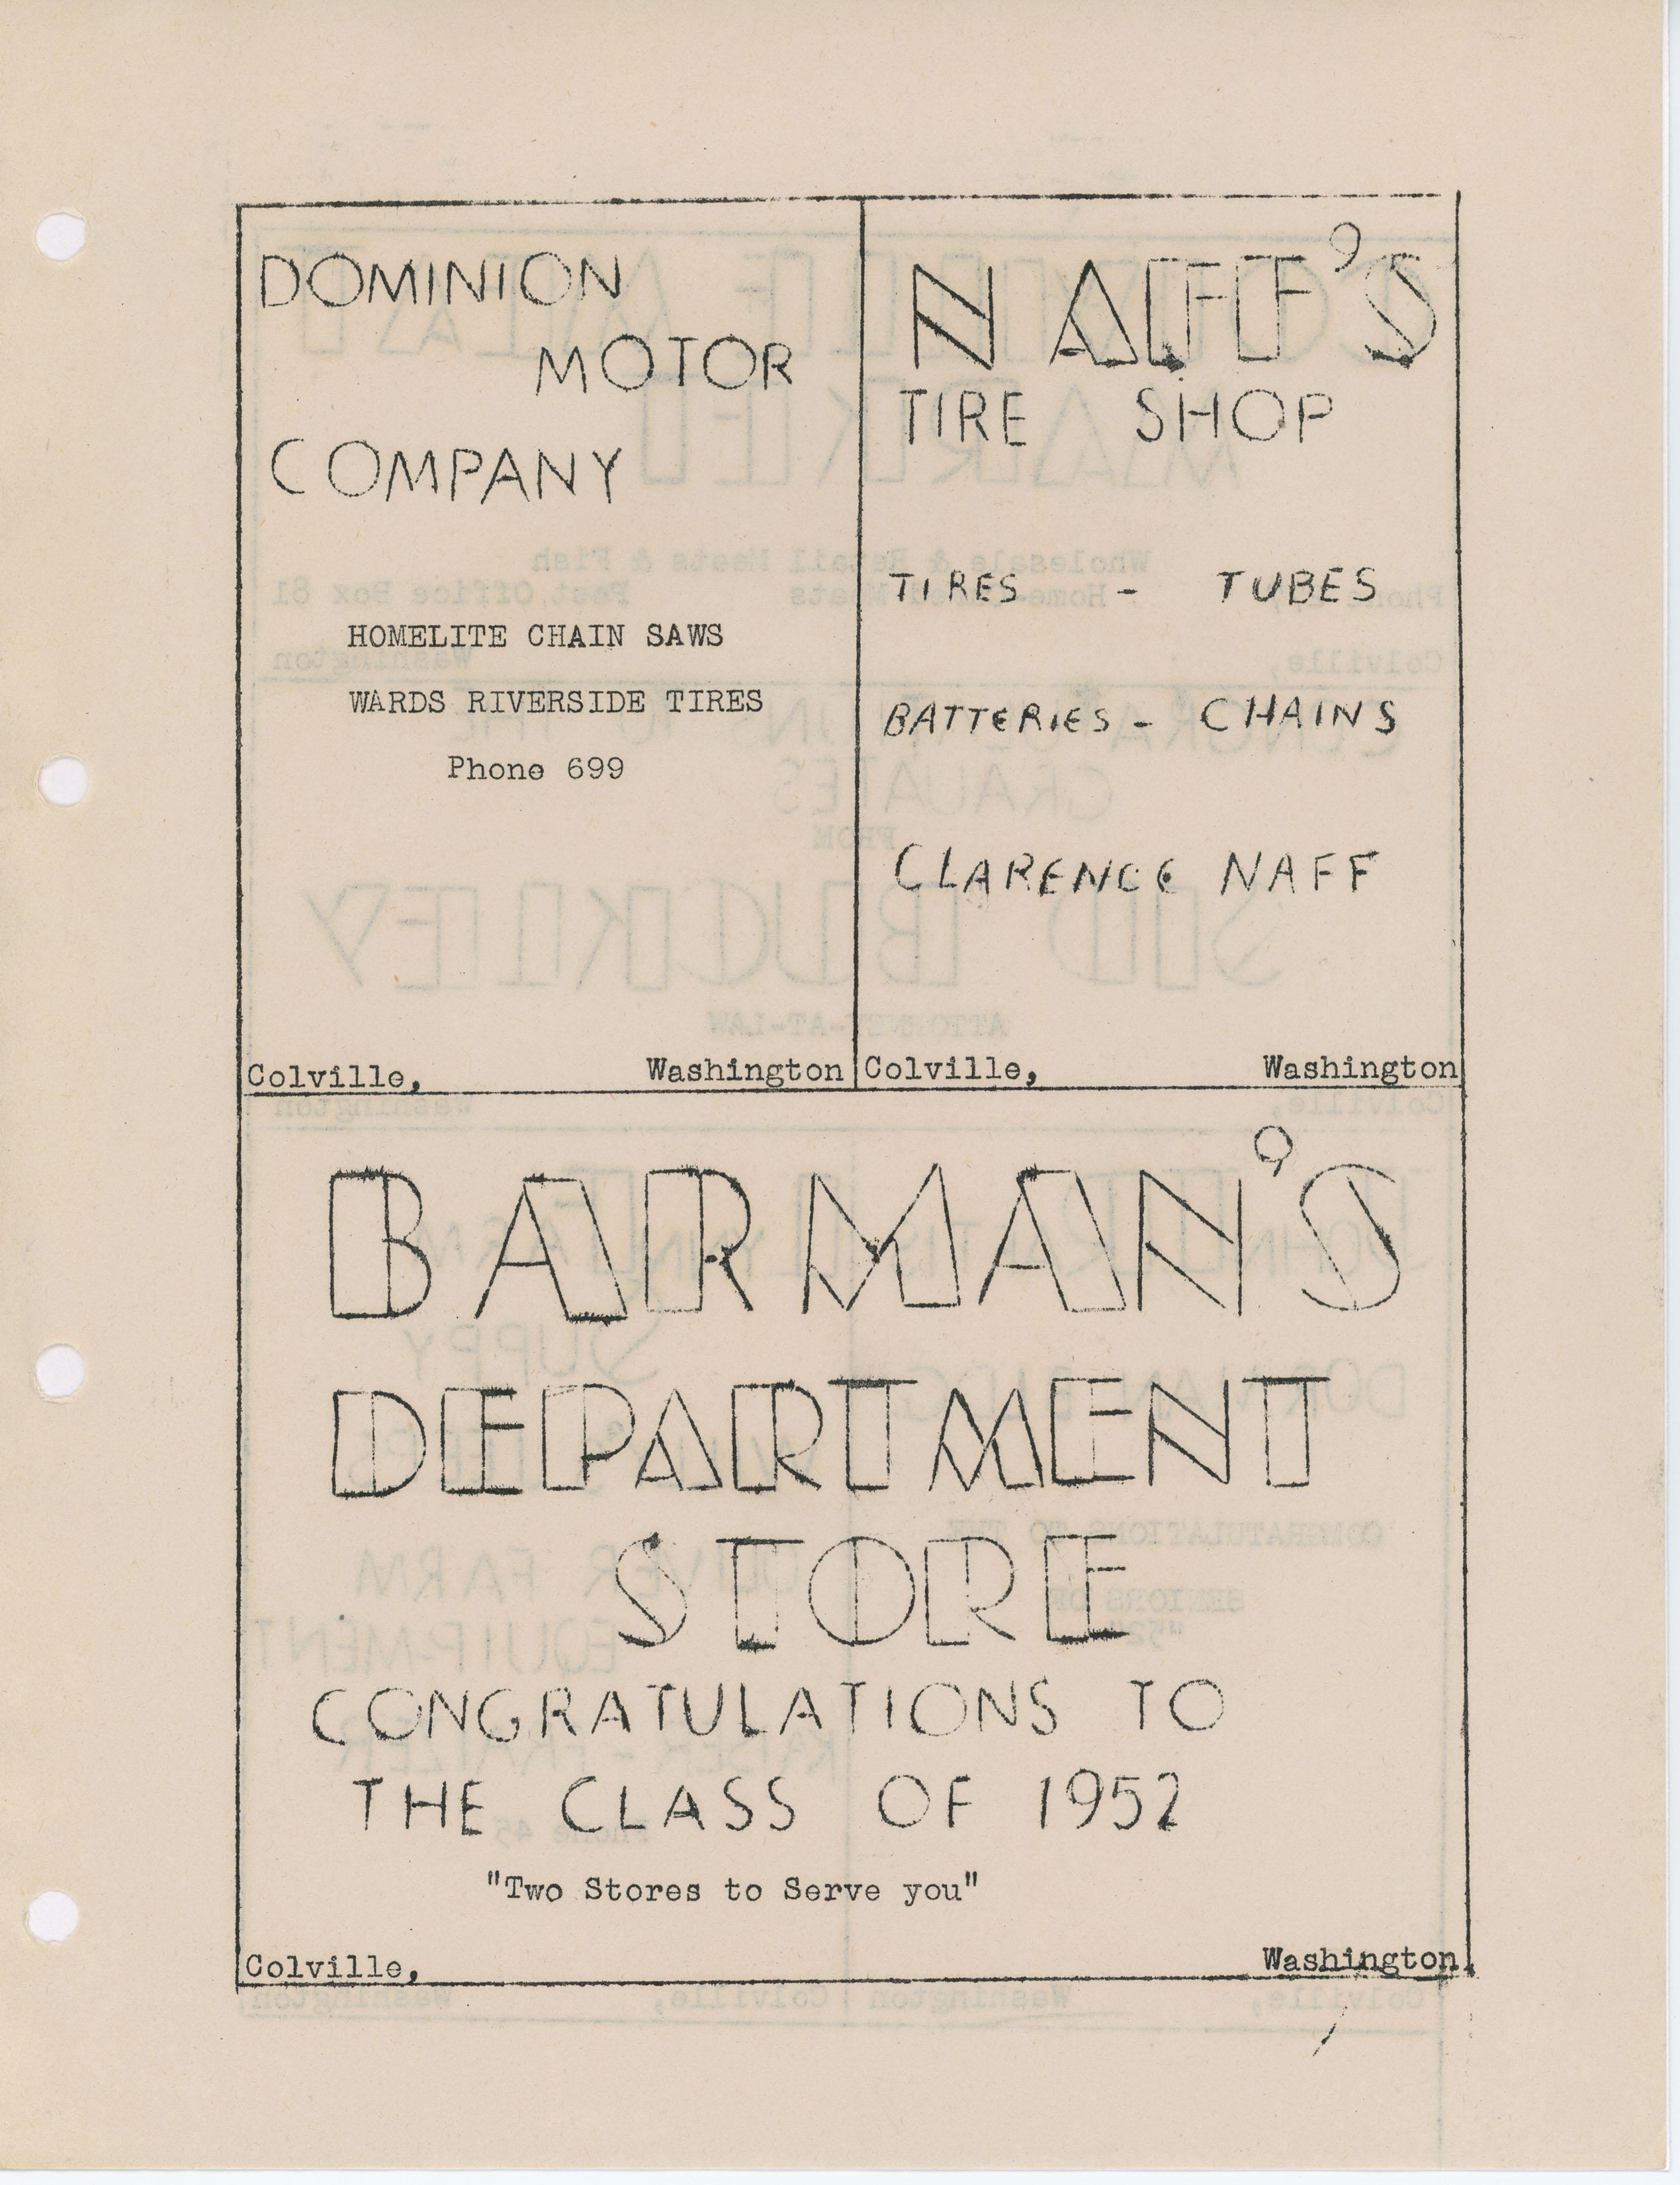 DOMINION
MOTOR
COMPANY
HOMELITE CHAIN SAWS
WARDS RIVERSIDE TIRES
Phone 699
Colville, Washington
NAFF'S
TIRE SHOP
TIRES - TUBES
BATTERIES - CHAINS
CLARENCE NAFF
Colville, Washington
BARMAN'S
DEPARTMENT
STORE
CONGRATULATIONS TO
THE CLASS OF 1952
"Two Stores to Serve you"
Colville, Washington